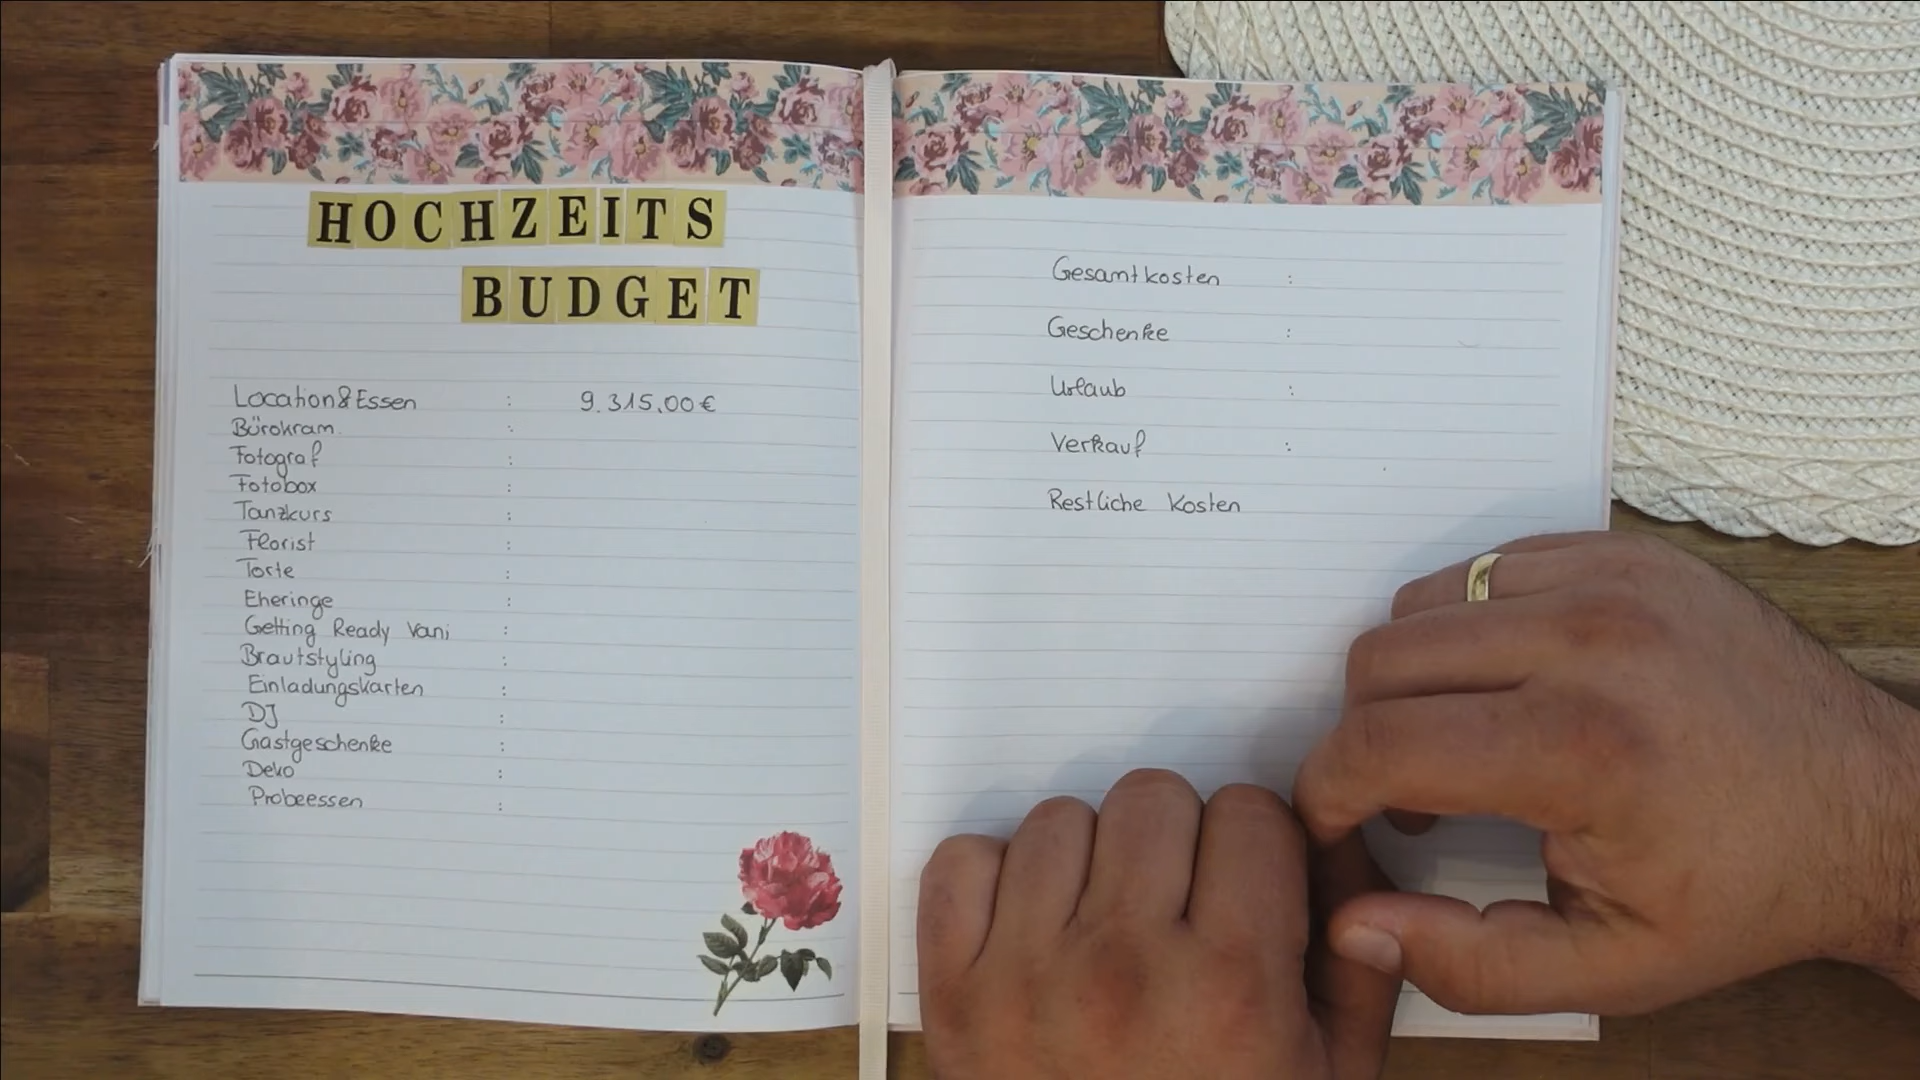 HOCHZEITS
BUDGET
Location&Essen : 9.315,00€
Bürokram :
Fotograf :
Fotobox :
Tanzkurs :
Florist :
Torte :
Eheringe :
Getting Ready Vani :
Brautstyling :
Einladungskarten :
DJ :
Gastgeschenke :
Deko :
Probeessen :
Gesamtkosten :
Geschenke :
Urlaub :
Verkauf :
Restliche Kosten